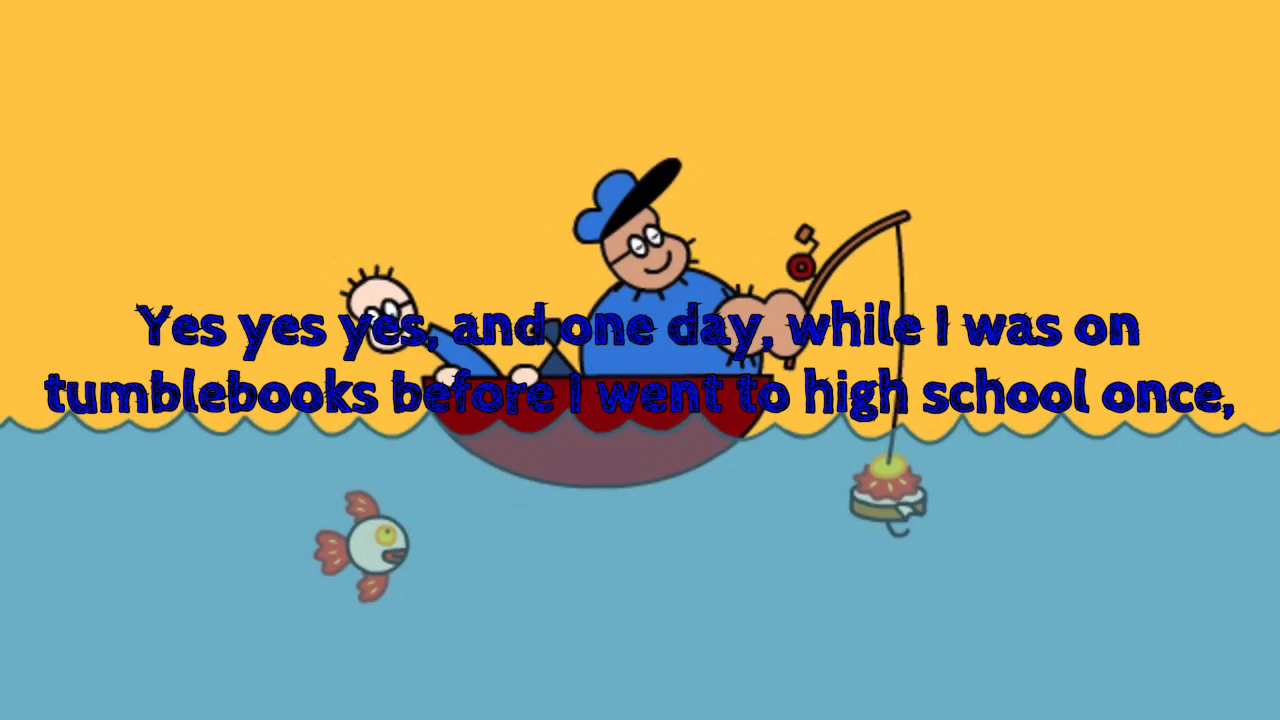 Yes yes yes, and one day, while I was on
tumblebooks before I went to high school once,